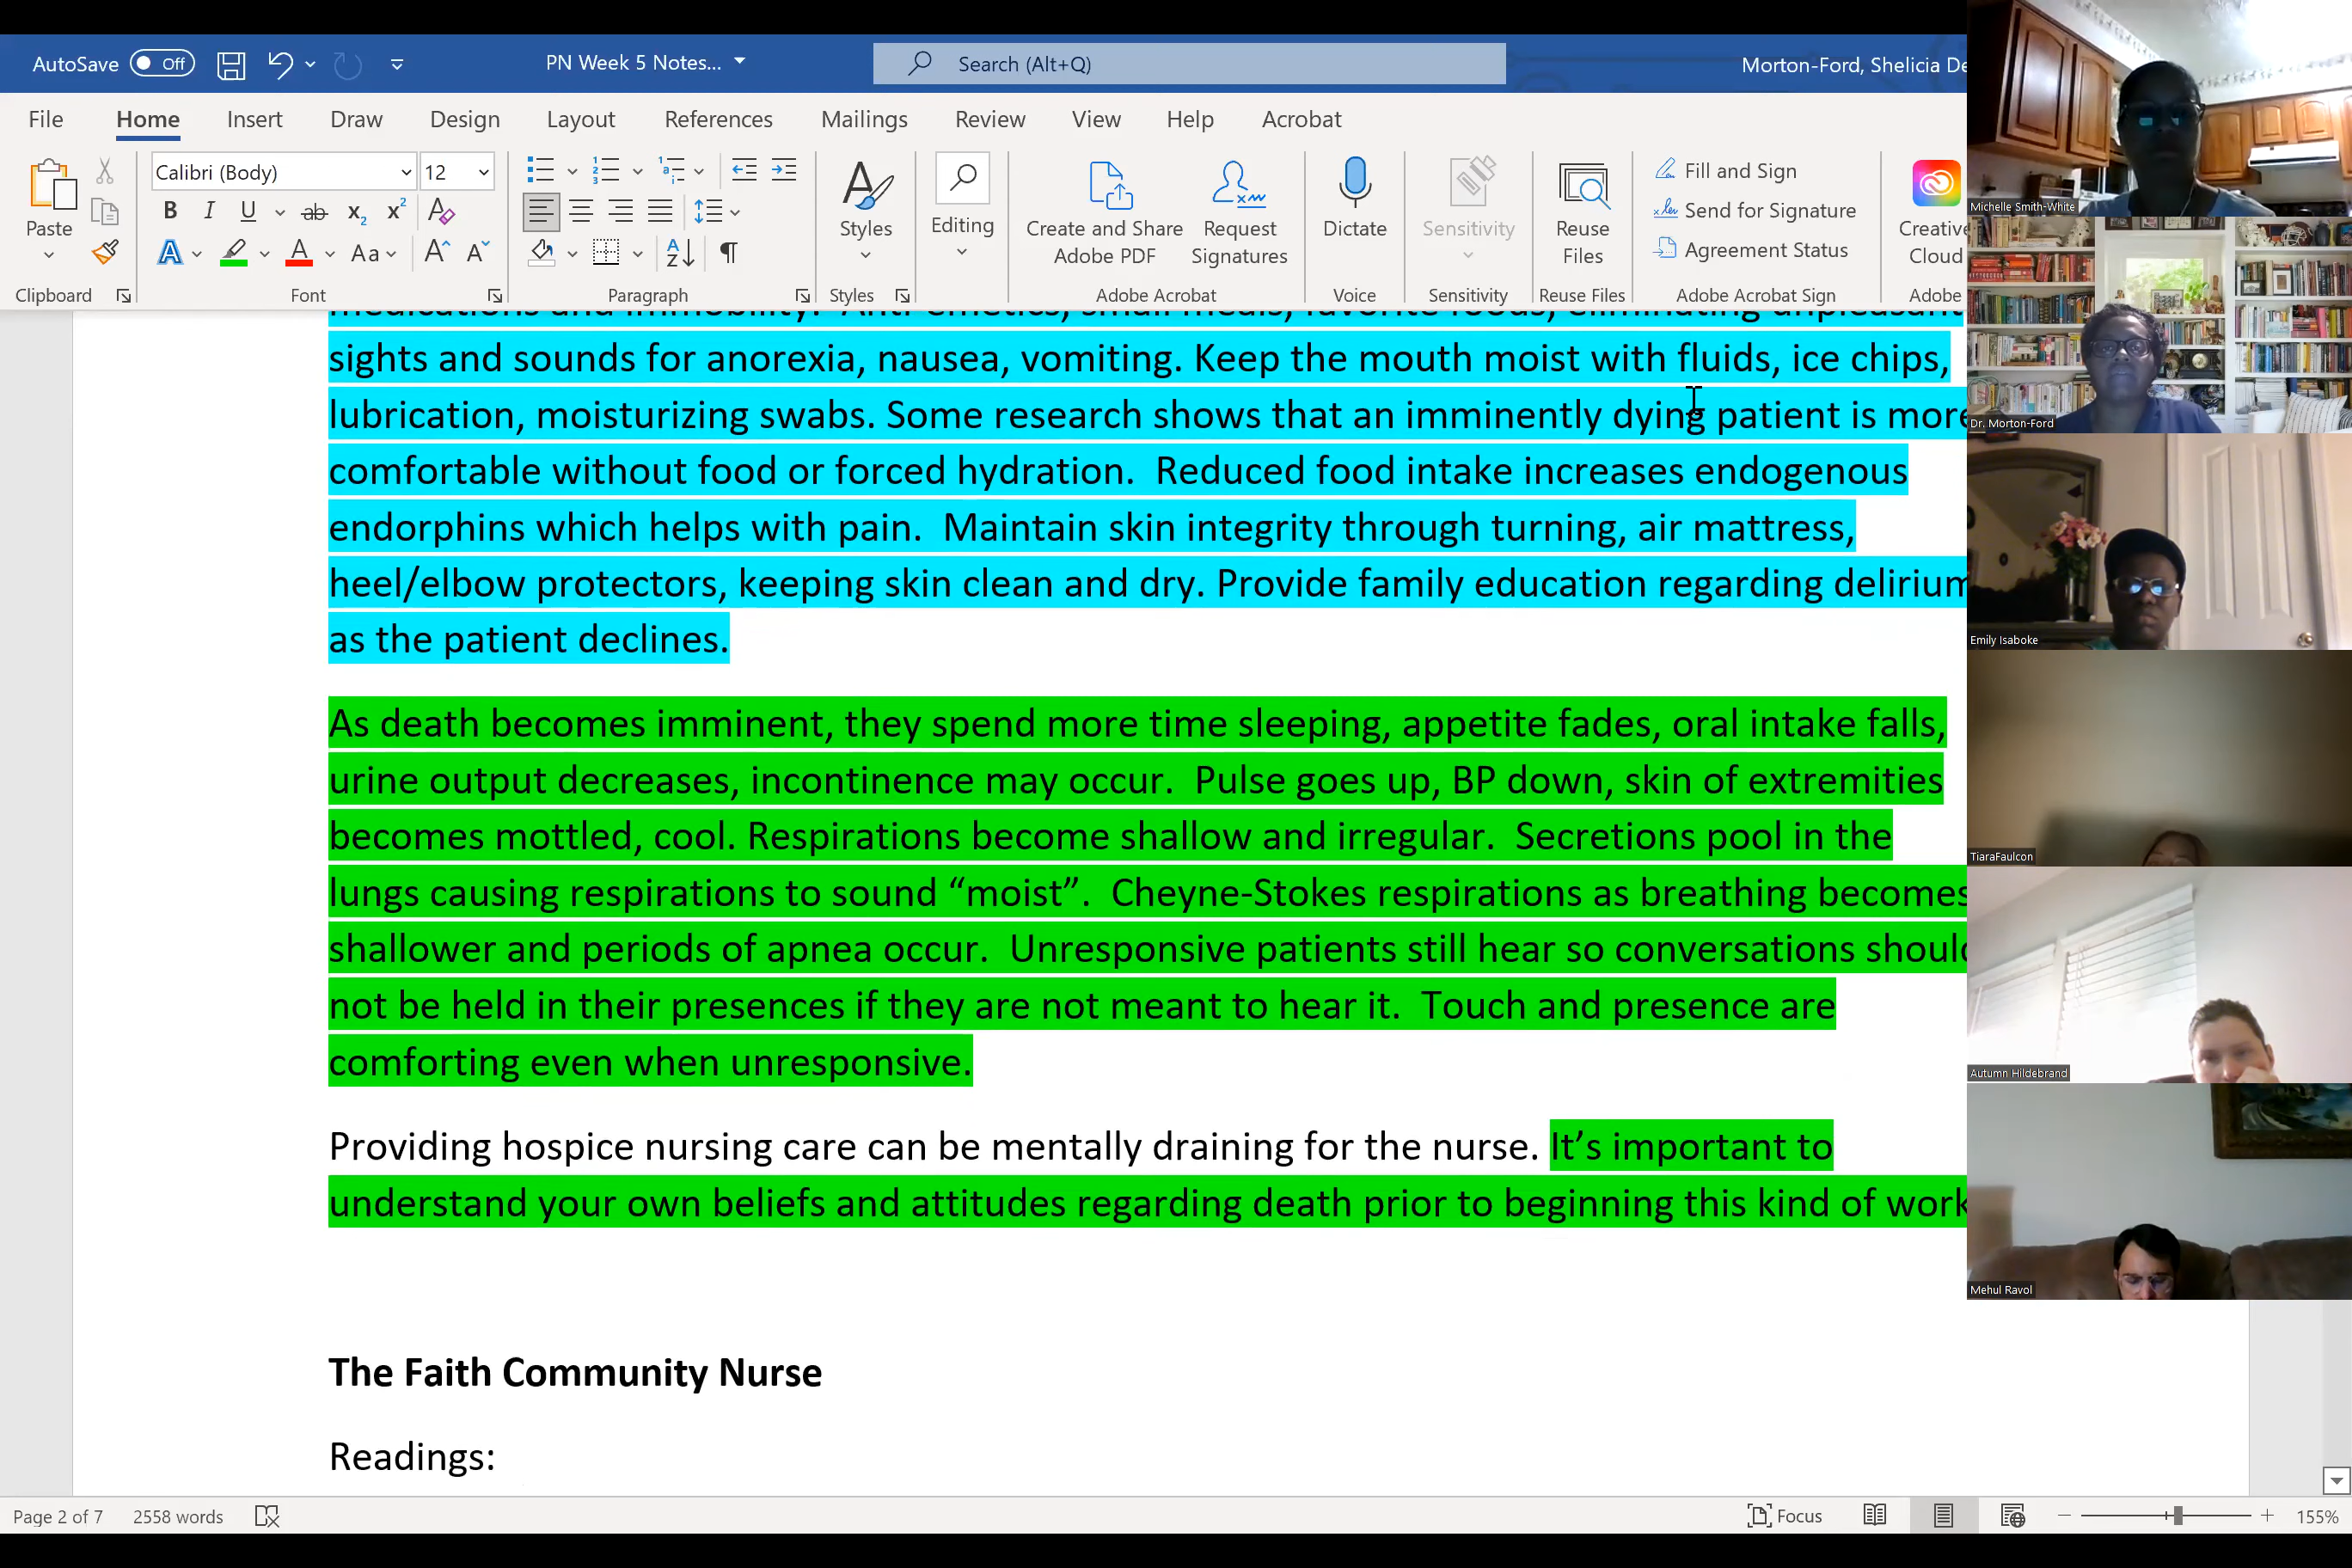 AutoSave Off PN Week 5 Notes... Search (Alt+Q) Morton-Ford, Shelicia De
File Home Insert Draw Design Layout References Mailings Review View Help Acrobat
Paste
Calibri (Body) 12
Styles
Editing
Create and Share
Adobe PDF
Request
Signatures
Dictate
Sensitivity
Reuse
Files
Fill and Sign
Send for Signature
Agreement Status
Creative
Cloud
Clipboard Font Paragraph Styles Adobe Acrobat Voice Sensitivity Reuse Files Adobe Acrobat Sign Adobe
medications and immobility. Anti-emetics, small meals, favorite foods, eliminating unpleasant
sights and sounds for anorexia, nausea, vomiting. Keep the mouth moist with fluids, ice chips,
lubrication, moisturizing swabs. Some research shows that an imminently dying patient is more
comfortable without food or forced hydration.  Reduced food intake increases endogenous
endorphins which helps with pain.  Maintain skin integrity through turning, air mattress,
heel/elbow protectors, keeping skin clean and dry. Provide family education regarding delirium
as the patient declines.
As death becomes imminent, they spend more time sleeping, appetite fades, oral intake falls,
urine output decreases, incontinence may occur.  Pulse goes up, BP down, skin of extremities
becomes mottled, cool. Respirations become shallow and irregular.  Secretions pool in the
lungs causing respirations to sound “moist”.  Cheyne-Stokes respirations as breathing becomes
shallower and periods of apnea occur.  Unresponsive patients still hear so conversations should
not be held in their presences if they are not meant to hear it.  Touch and presence are
comforting even when unresponsive.
Providing hospice nursing care can be mentally draining for the nurse. It’s important to
understand your own beliefs and attitudes regarding death prior to beginning this kind of work
The Faith Community Nurse
Readings:
Page 2 of 7 2558 words Focus 155%
Michelle Smith-White
Dr. Morton-Ford
Emily Isaboke
TiaraFaulcon
Autumn Hildebrand
Mehul Ravol